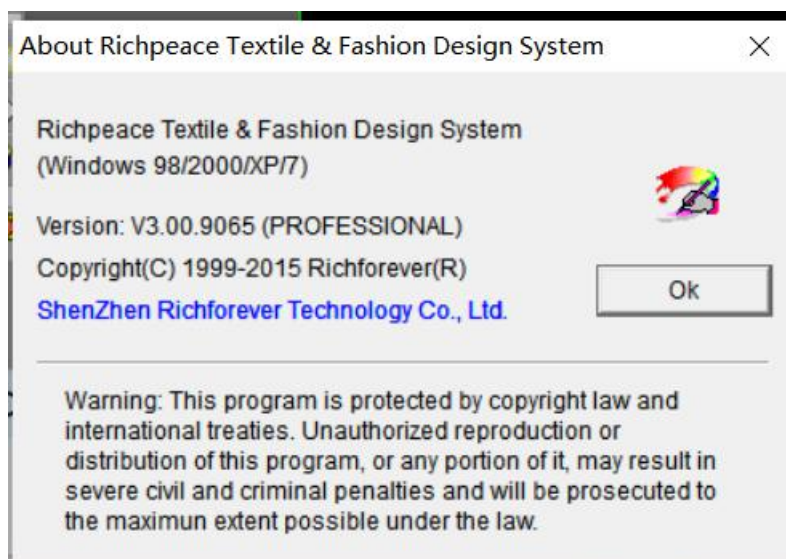 About Richpeace Textile & Fashion Design System
Richpeace Textile & Fashion Design System
(Windows 98/2000/XP/7)
Version: V3.00.9065 (PROFESSIONAL)
Copyright(C) 1999-2015 Richforever(R)
Ok
ShenZhen Richforever Technology Co., Ltd.
Warning: This program is protected by copyright law and
international treaties. Unauthorized reproduction or
distribution of this program, or any portion of it, may result in
severe civil and criminal penalties and will be prosecuted to
the maximun extent possible under the law.